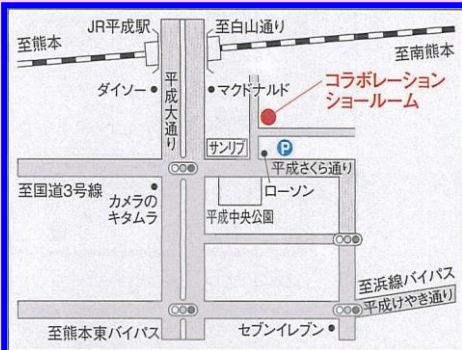 JR平成駅
至白山通り
至熊本
至南熊本
ダイソー
平成大通り
マクドナルド
コラボレーション
ショールーム
サンリブ
P
平成さくら通り
至国道3号線
カメラの
キタムラ
ローソン
平成中央公園
至浜線バイパス
平成けやき通り
至熊本東バイパス
セブンイレブン